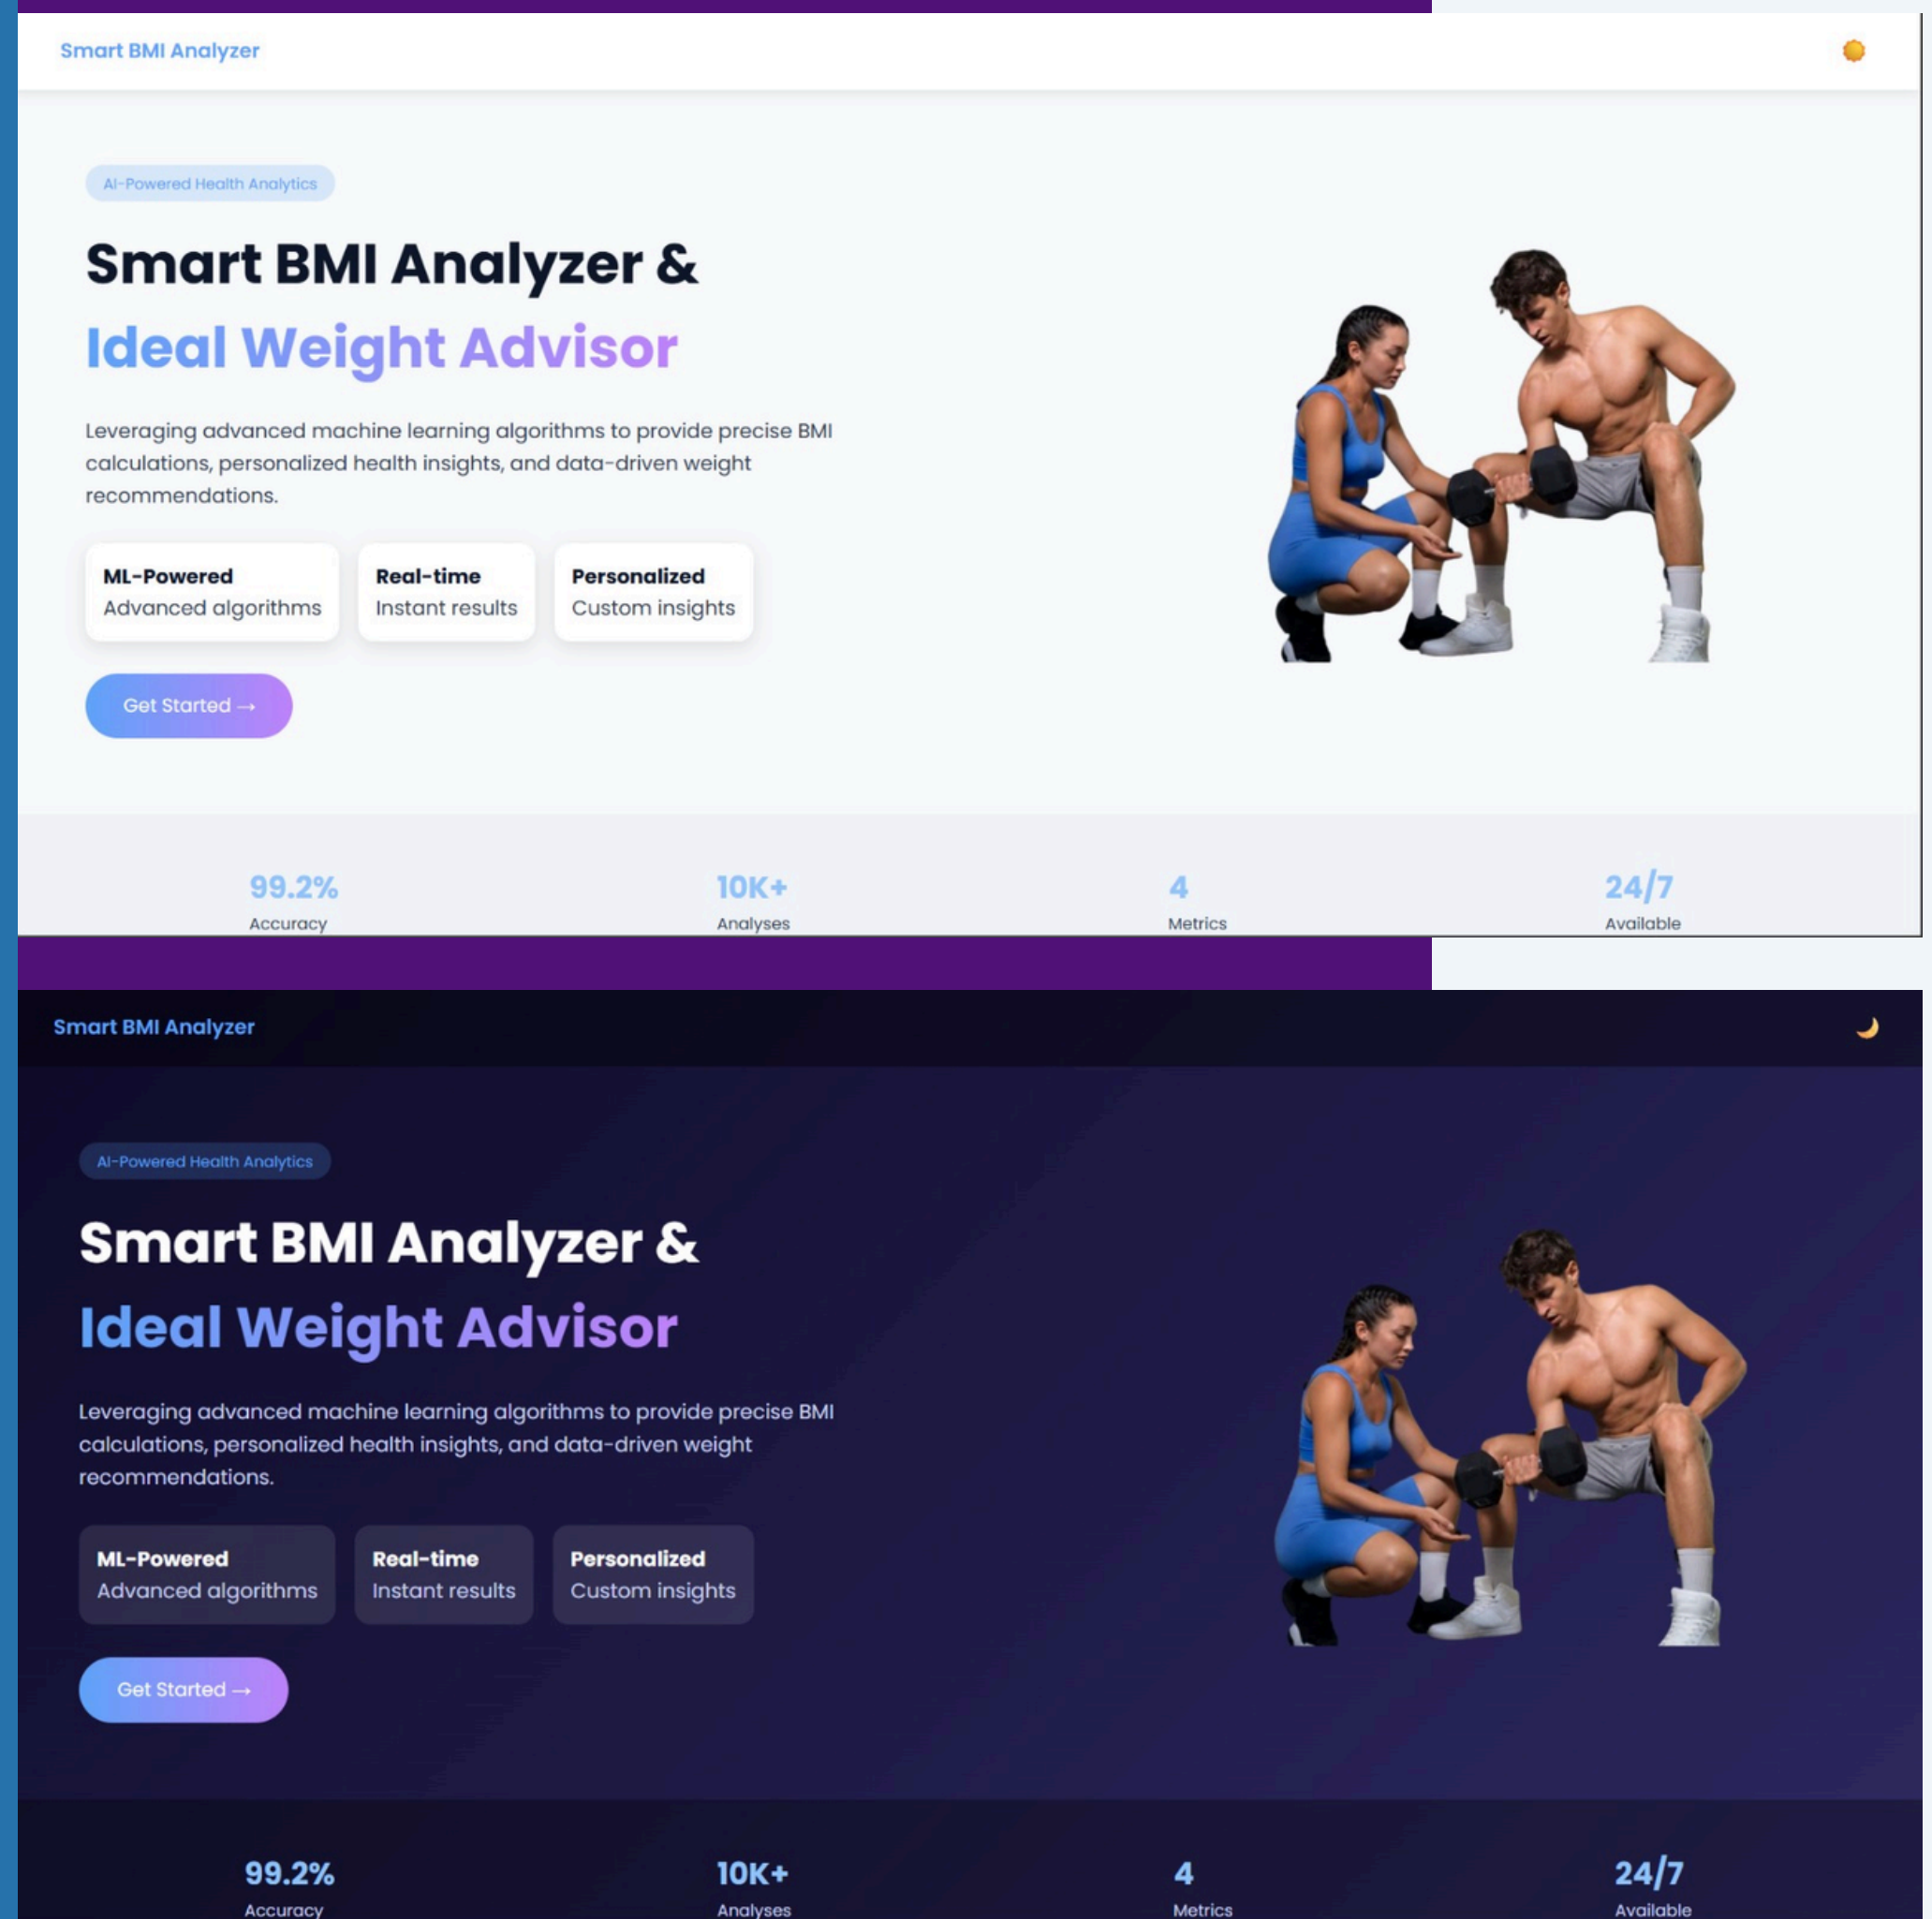 Smart BMI Analyzer
AI-Powered Health Analytics
Smart BMI Analyzer &
Ideal Weight Advisor
Leveraging advanced machine learning algorithms to provide precise BMI
calculations, personalized health insights, and data-driven weight
recommendations.
ML-Powered
Advanced algorithms
Real-time
Instant results
Personalized
Custom insights
Get Started →
99.2%
Accuracy
10K+
Analyses
4
Metrics
24/7
Available
Smart BMI Analyzer
AI-Powered Health Analytics
Smart BMI Analyzer &
Ideal Weight Advisor
Leveraging advanced machine learning algorithms to provide precise BMI
calculations, personalized health insights, and data-driven weight
recommendations.
ML-Powered
Advanced algorithms
Real-time
Instant results
Personalized
Custom insights
Get Started →
99.2%
Accuracy
10K+
Analyses
4
Metrics
24/7
Available